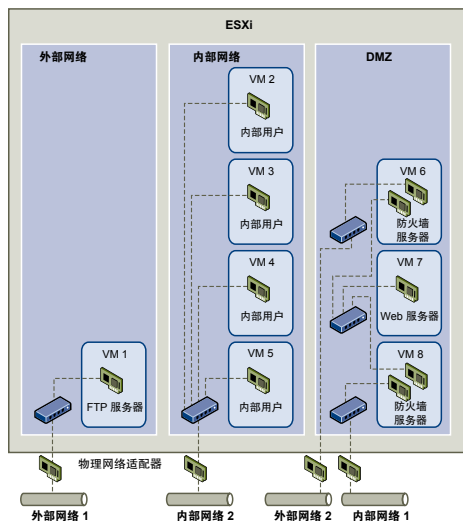 ESXi
外部网络
内部网络
DMZ
VM 2
内部用户
VM 3
内部用户
VM 4
内部用户
VM 5
内部用户
VM 1
FTP 服务器
VM 6
防火墙
服务器
VM 7
Web 服务器
VM 8
防火墙
服务器
物理网络适配器
外部网络 1
内部网络 2
外部网络 2
内部网络 1